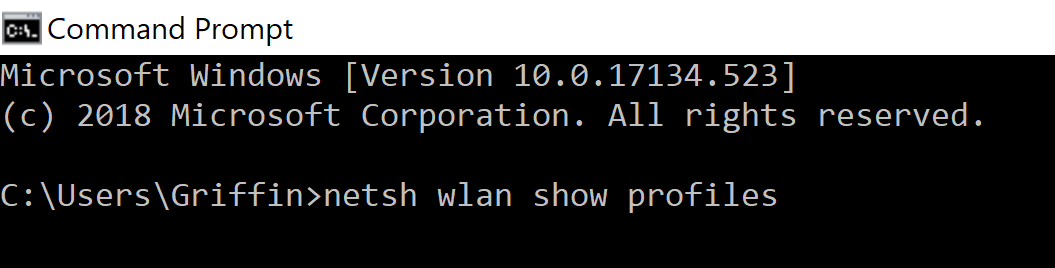 Command Prompt
Microsoft Windows [Version 10.0.17134.523]
(c) 2018 Microsoft Corporation. All rights reserved.
C:\Users\Griffin>netsh wlan show profiles